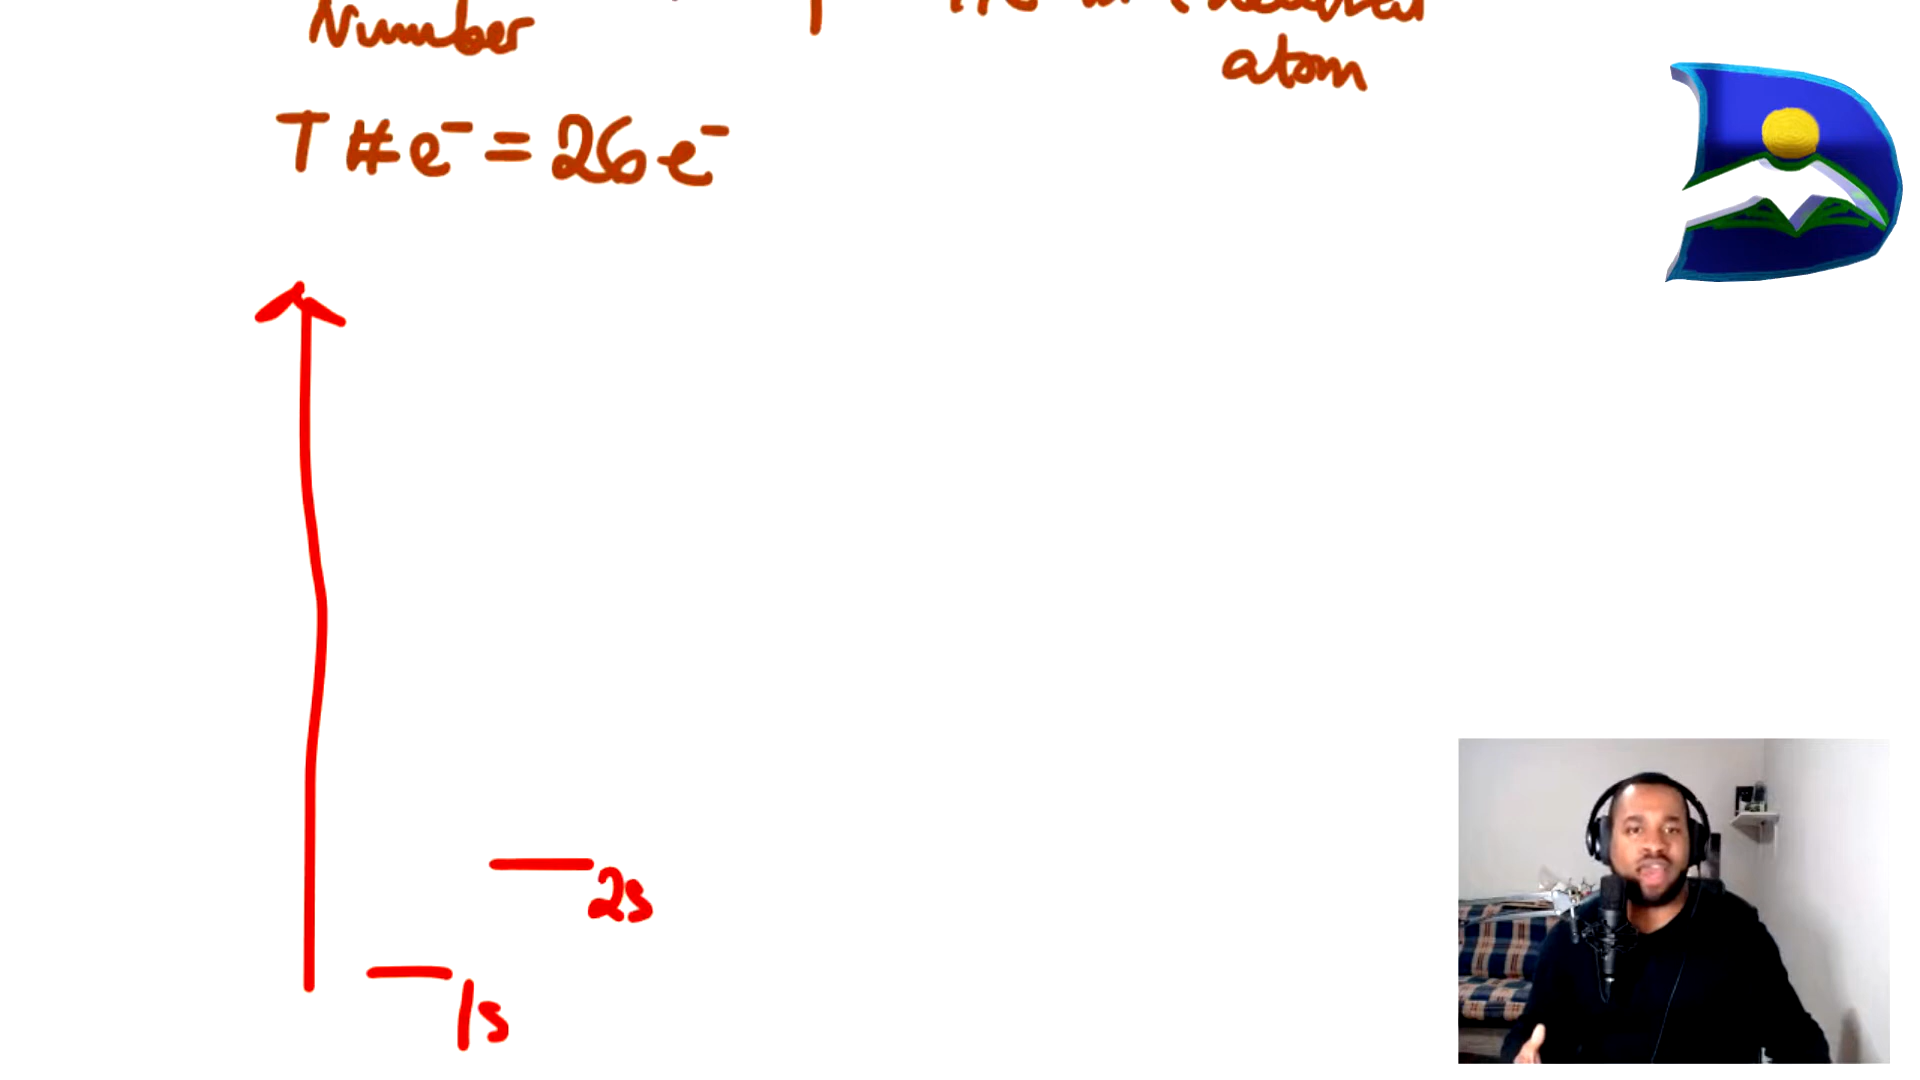 Number
atom
T #e⁻ = 26e⁻
2s
1s